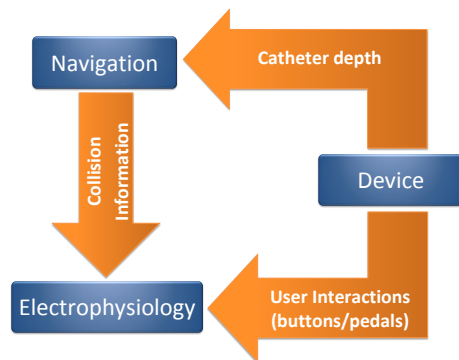 Navigation
Catheter depth
Collision
Information
Device
Electrophysiology
User Interactions
(buttons/pedals)